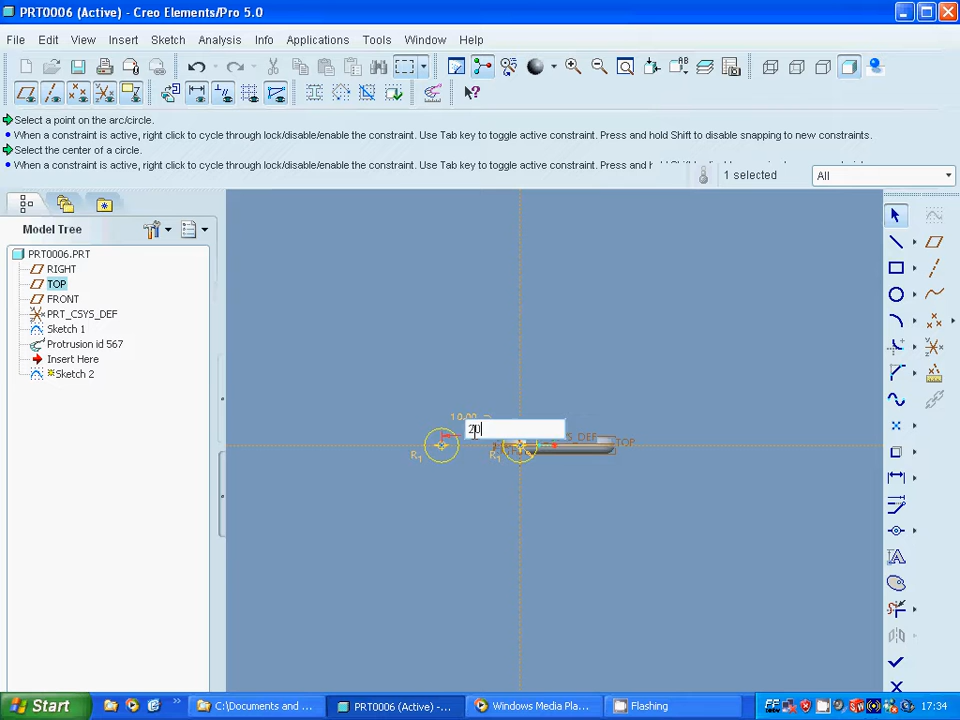 PRT0006 (Active) - Creo Elements/Pro 5.0
File Edit View Insert Sketch Analysis Info Applications Tools Window Help
Select a point on the arc/circle.
When a constraint is active, right click to cycle through lock/disable/enable the constraint. Use Tab key to toggle active constraint. Press and hold Shift to disable snapping to new constraints.
Select the center of a circle.
When a constraint is active, right click to cycle through lock/disable/enable the constraint. Use Tab key to toggle active constraint. Press and h
1 selected All
Model Tree
PRT0006.PRT
RIGHT
TOP
FRONT
PRT_CSYS_DEF
Sketch 1
Protrusion id 567
Insert Here
Sketch 2
20
TOP
R1 R1
Start C:\Documents and ... PRT0006 (Active) -... Windows Media Pla... Flashing 17:34